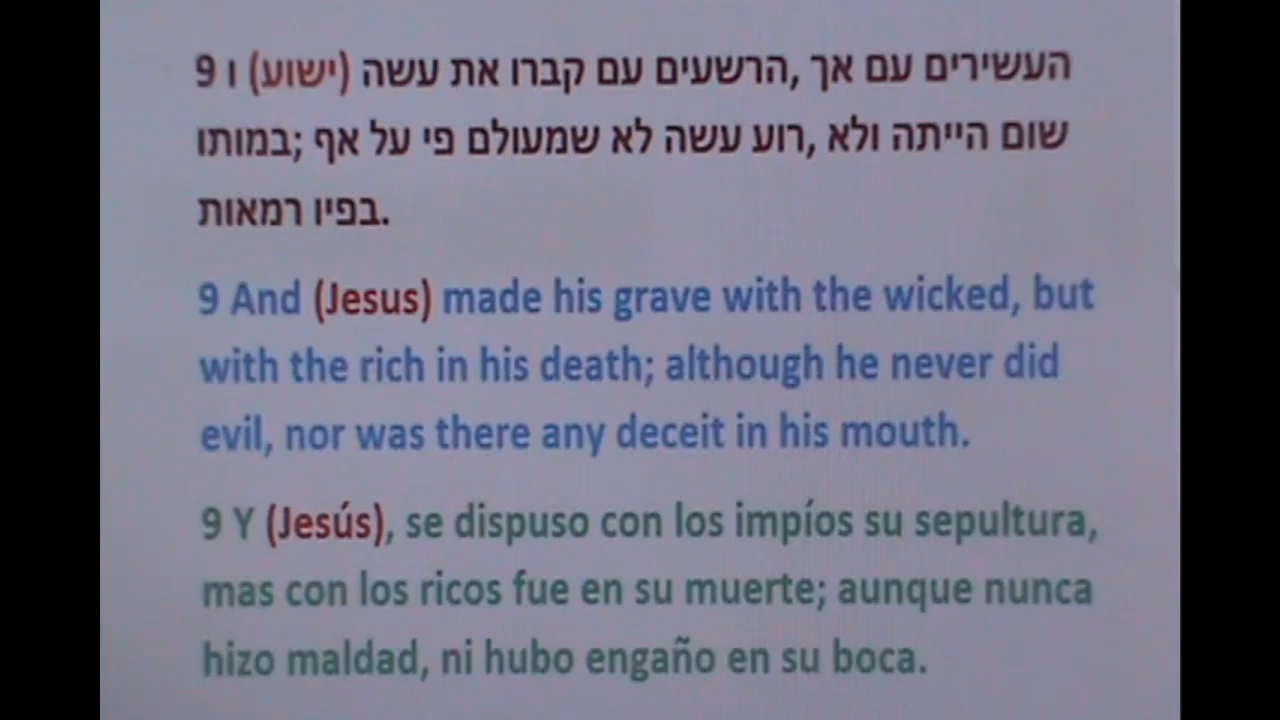 9 ו (ישוע) עשה את קברו עם הרשעים, אך עם העשירים
במותו; אף על פי שמעולם לא עשה רוע, ולא הייתה שום
רמאות בפיו.
9 And (Jesus) made his grave with the wicked, but
with the rich in his death; although he never did
evil, nor was there any deceit in his mouth.
9 Y (Jesús), se dispuso con los impíos su sepultura,
mas con los ricos fue en su muerte; aunque nunca
hizo maldad, ni hubo engaño en su boca.